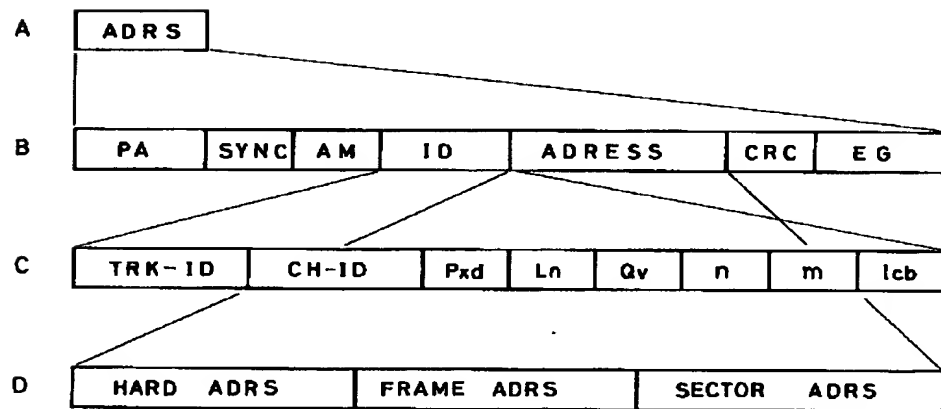 A ADRS
B PA SYNC AM ID ADRESS CRC EG
C TRK-ID CH-ID Pxd Ln Qv n m lcb
D HARD ADRS FRAME ADRS SECTOR ADRS